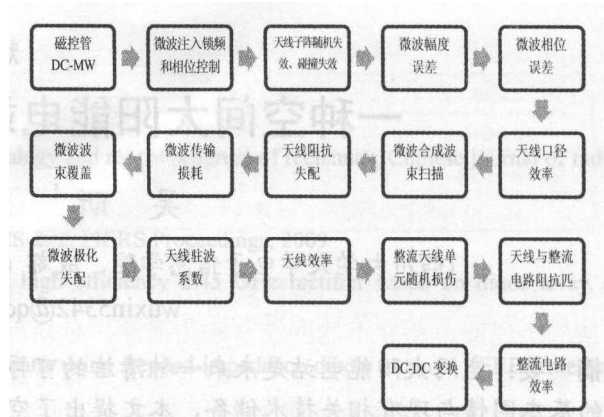 磁控管
DC-MW
微波注入锁频
和相位控制
天线子阵随机失
效、碰撞失效
微波幅度
误差
微波相位
误差
微波波
束覆盖
微波传输
损耗
天线阻抗
失配
微波合成波
束扫描
天线口径
效率
微波极化
失配
天线驻波
系数
天线效率
整流天线单
元随机损伤
天线与整流
电路阻抗匹
DC-DC 变换
整流电路
效率